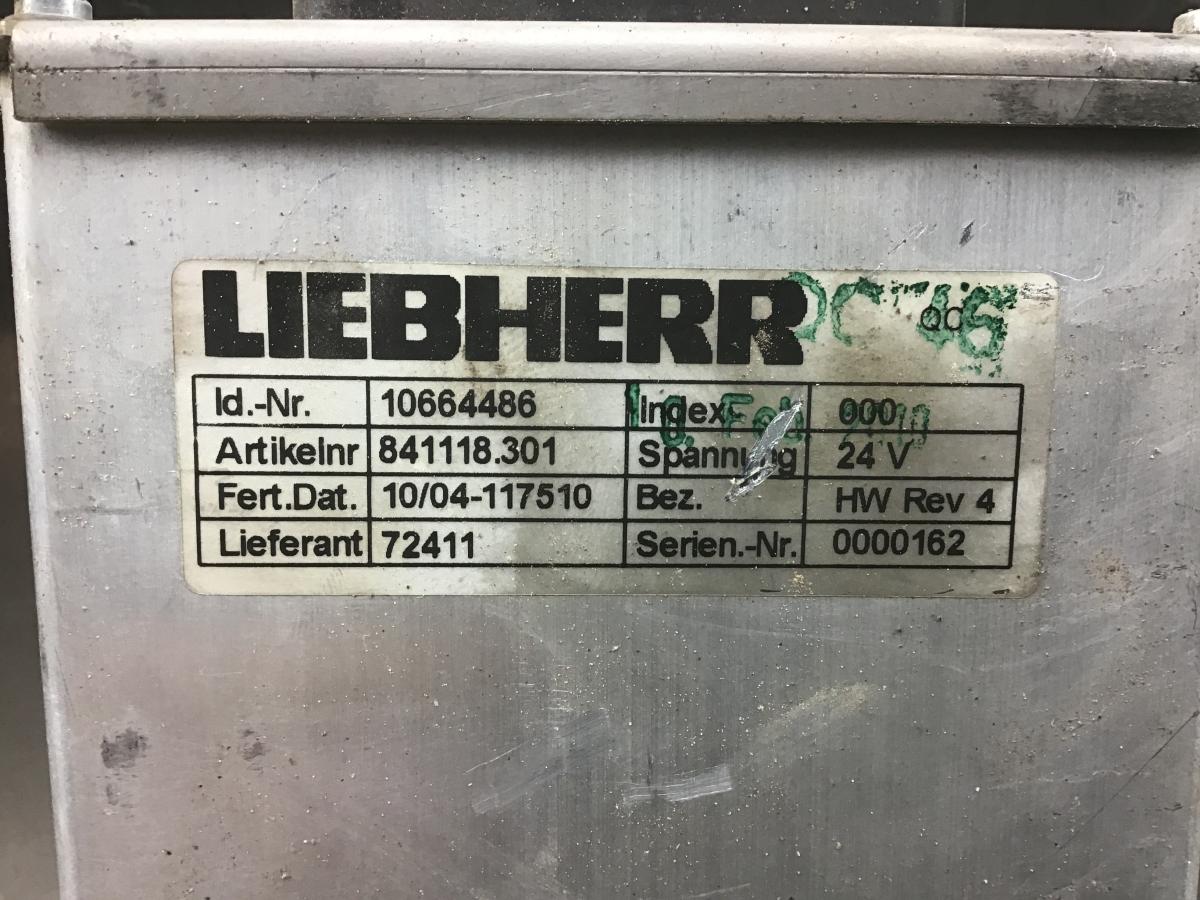 LIEBHERR QC
Id.-Nr. 10664486 Index 000
Artikelnr 841118.301 Spannung 24 V
Fert.Dat. 10/04-117510 Bez. HW Rev 4
Lieferant 72411 Serien.-Nr. 0000162